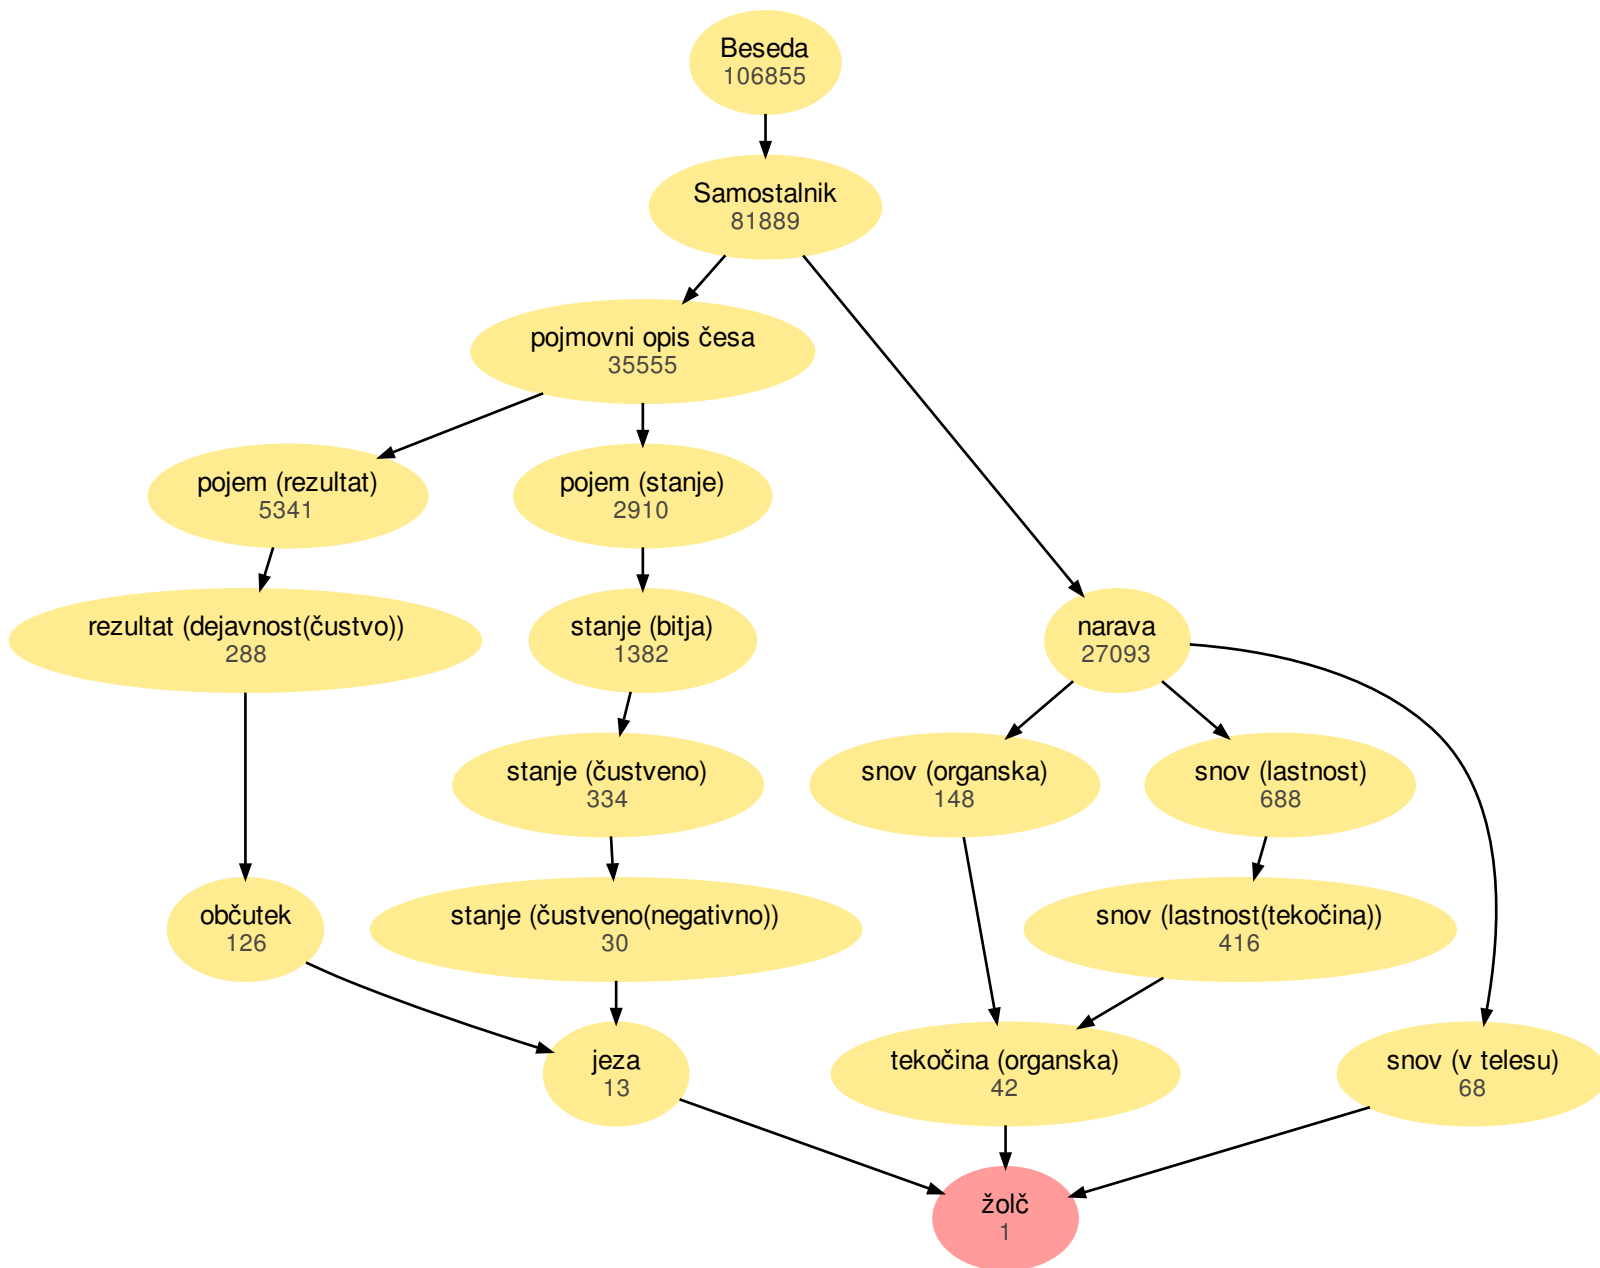 Beseda
106855
Samostalnik
81889
pojmovni opis česa
35555
pojem (rezultat)
5341
pojem (stanje)
2910
rezultat (dejavnost(čustvo))
288
stanje (bitja)
1382
narava
27093
stanje (čustveno)
334
snov (organska)
148
snov (lastnost)
688
občutek
126
stanje (čustveno(negativno))
30
snov (lastnost(tekočina))
416
jeza
13
tekočina (organska)
42
snov (v telesu)
68
žolč
1